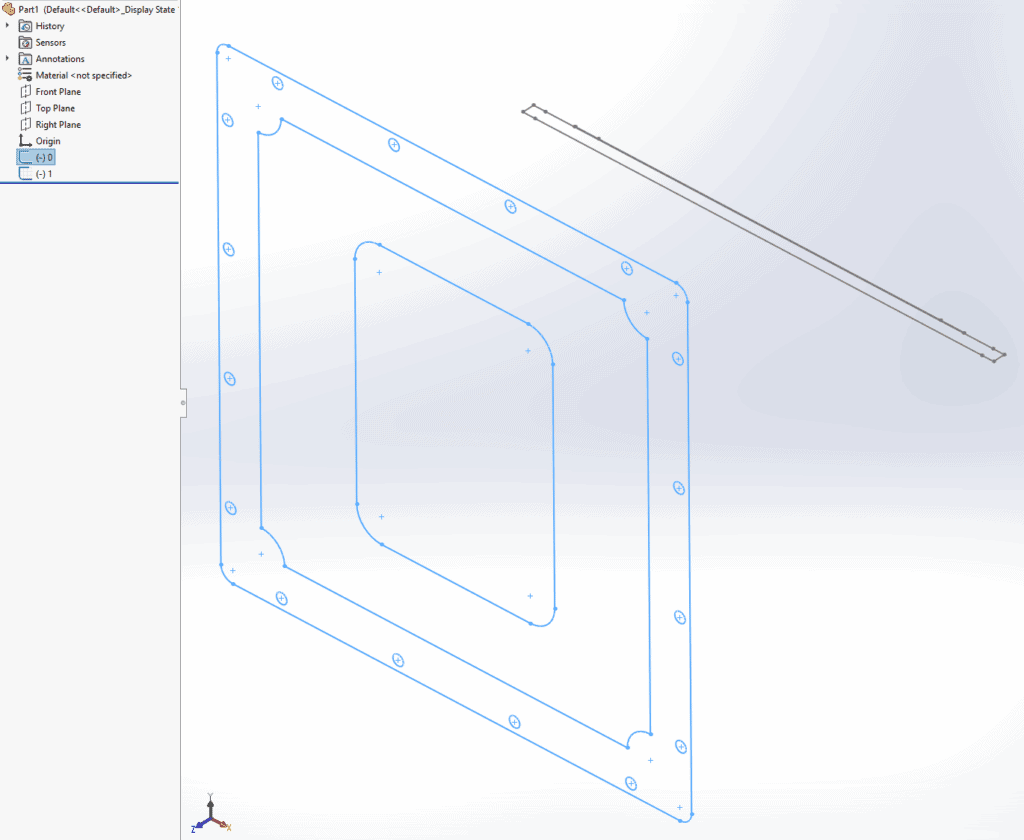 Part1 (Default<<Default>_Display State
History
Sensors
Annotations
Material <not specified>
Front Plane
Top Plane
Right Plane
Origin
(-) 0
(-) 1
Y
Z
X